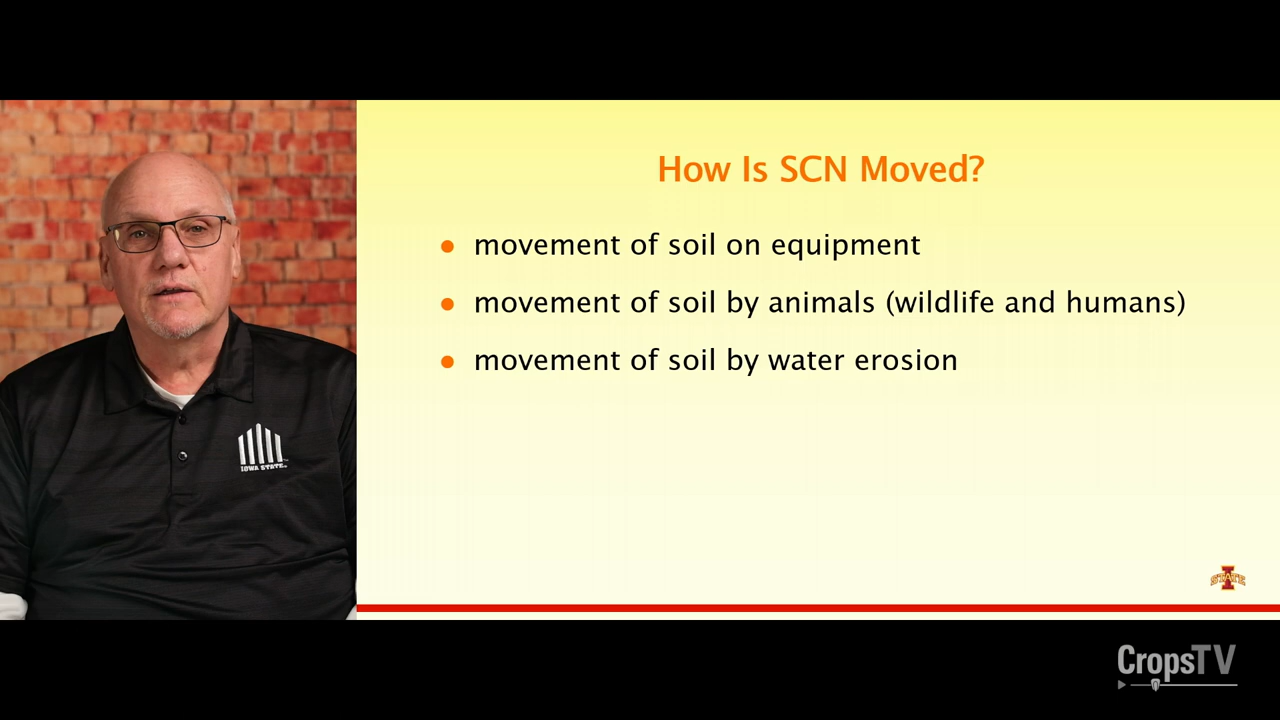 How Is SCN Moved?
movement of soil on equipment
movement of soil by animals (wildlife and humans)
movement of soil by water erosion
IOWA STATE
STATE
CropsTV